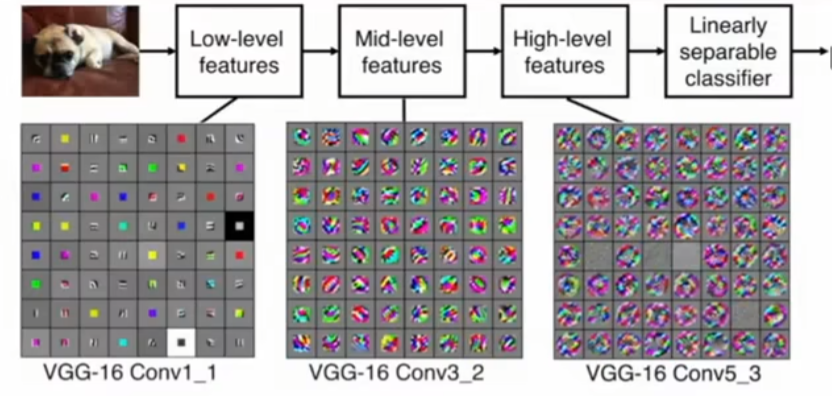 Low-level
features
Mid-level
features
High-level
features
Linearly
separable
classifier
VGG-16 Conv1_1
VGG-16 Conv3_2
VGG-16 Conv5_3